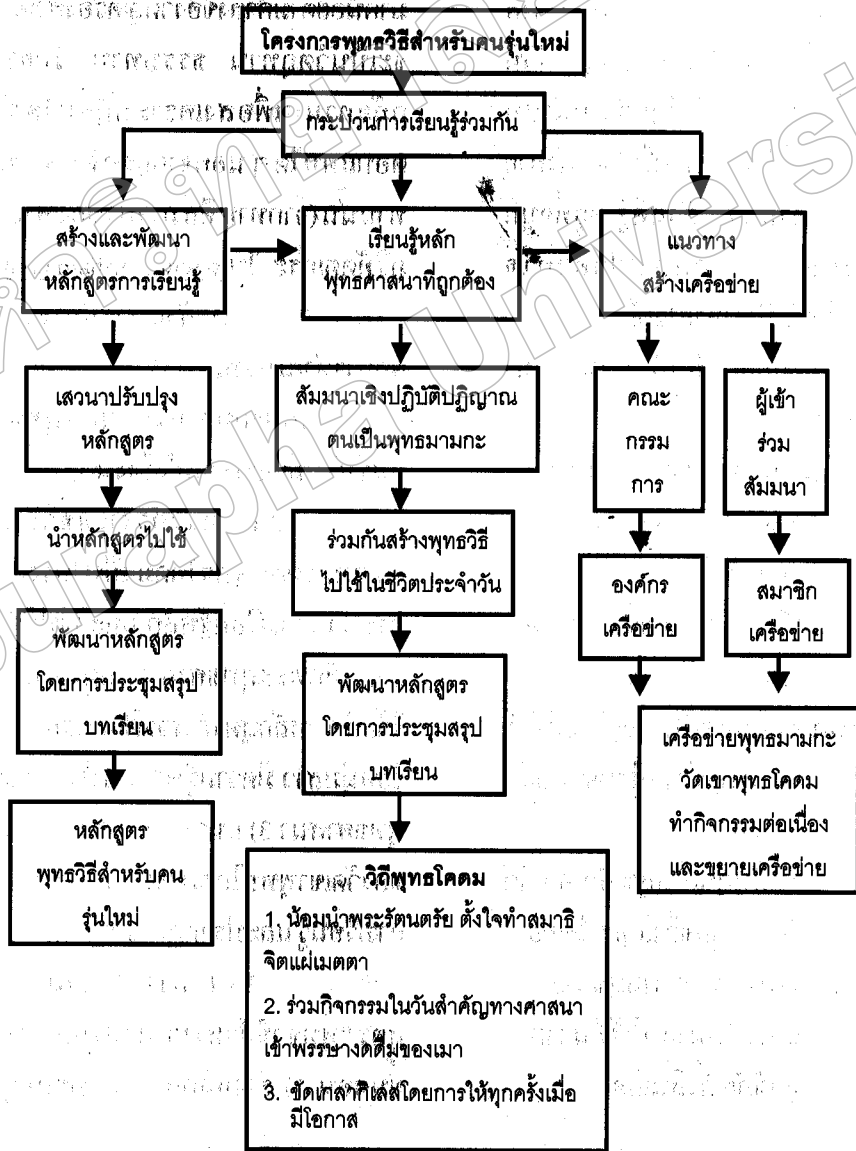 โครงการพุทธวิธีสำหรับคนรุ่นใหม่
กระบวนการเรียนรู้ร่วมกัน
สร้างและพัฒนา
หลักสูตรการเรียนรู้
เรียนรู้หลัก
พุทธศาสนาที่ถูกต้อง
แนวทาง
สร้างเครือข่าย
เสวนาปรับปรุง
หลักสูตร
สัมมนาเชิงปฏิบัติปฏิญาณ
ตนเป็นพุทธมามกะ
คณะ
กรรม
การ
ผู้เข้า
ร่วม
สัมมนา
นำหลักสูตรไปใช้
ร่วมกันสร้างพุทธวิธี
ไปใช้ในชีวิตประจำวัน
องค์กร
เครือข่าย
สมาชิก
เครือข่าย
พัฒนาหลักสูตร
โดยการประชุมสรุป
บทเรียน
พัฒนาหลักสูตร
โดยการประชุมสรุป
บทเรียน
เครือข่ายพุทธมามกะ
วัดเขาพุทธโคดม
ทำกิจกรรมต่อเนื่อง
และขยายเครือข่าย
หลักสูตร
พุทธวิธีสำหรับคน
รุ่นใหม่
วิถีพุทธโคดม
1. น้อมนำพระรัตนตรัย ตั้งใจทำสมาธิ
จิตแผ่เมตตา
2. ร่วมกิจกรรมในวันสำคัญทางศาสนา
เข้าพรรษางดดื่มของเมา
3. ขัดเกลากิเลสโดยการให้ทุกครั้งเมื่อ
มีโอกาส
Burapha University